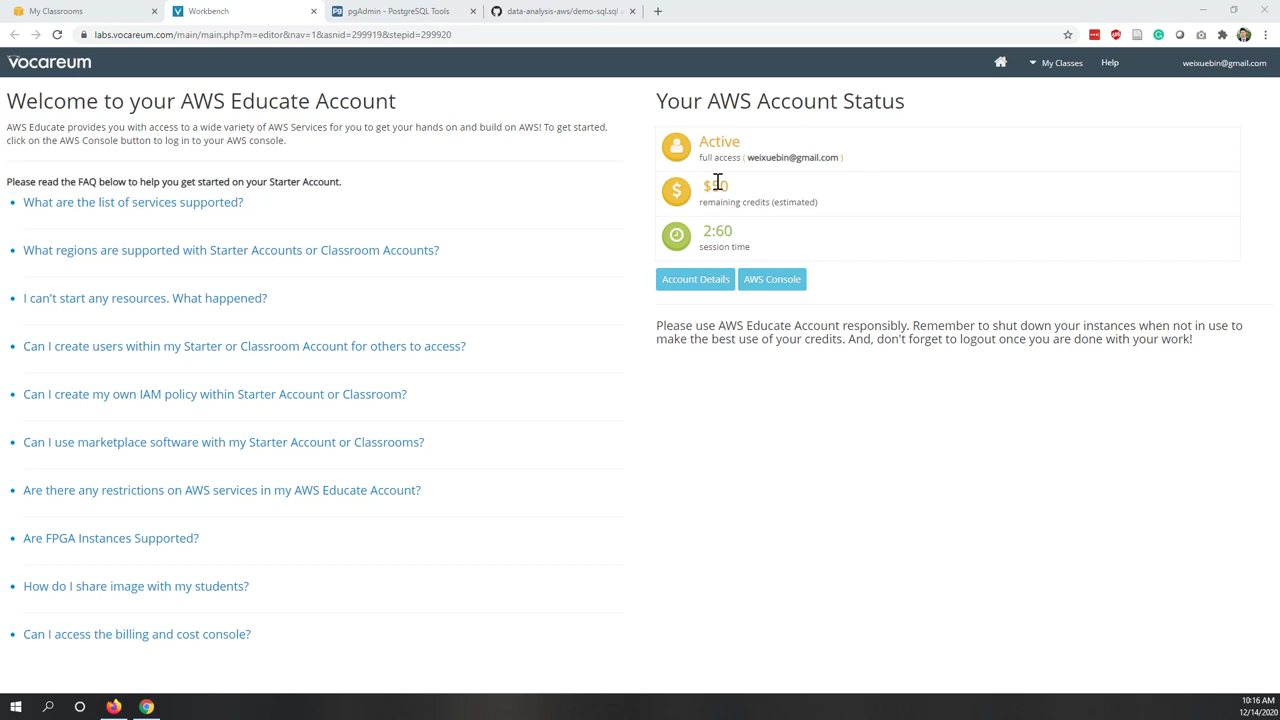 My Classrooms
Workbench
pgAdmin - PostgreSQL Tools
data-analysis-aws/demo-sql.sql
labs.vocareum.com/main/main.php?m=editor&nav=1&asnid=299919&stepid=299920
vocareum
My Classes
Help
weixuebin@gmail.com
Welcome to your AWS Educate Account
AWS Educate provides you with access to a wide variety of AWS Services for you to get your hands on and build on AWS! To get started,
click on the AWS Console button to log in to your AWS console.
Please read the FAQ below to help you get started on your Starter Account.
What are the list of services supported?
What regions are supported with Starter Accounts or Classroom Accounts?
I can't start any resources. What happened?
Can I create users within my Starter or Classroom Account for others to access?
Can I create my own IAM policy within Starter Account or Classroom?
Can I use marketplace software with my Starter Account or Classrooms?
Are there any restrictions on AWS services in my AWS Educate Account?
Are FPGA Instances Supported?
How do I share image with my students?
Can I access the billing and cost console?
Your AWS Account Status
Active
full access ( weixuebin@gmail.com )
$50
remaining credits (estimated)
2:60
session time
Account Details
AWS Console
Please use AWS Educate Account responsibly. Remember to shut down your instances when not in use to
make the best use of your credits. And, don't forget to logout once you are done with your work!
10:16 AM
12/14/2020